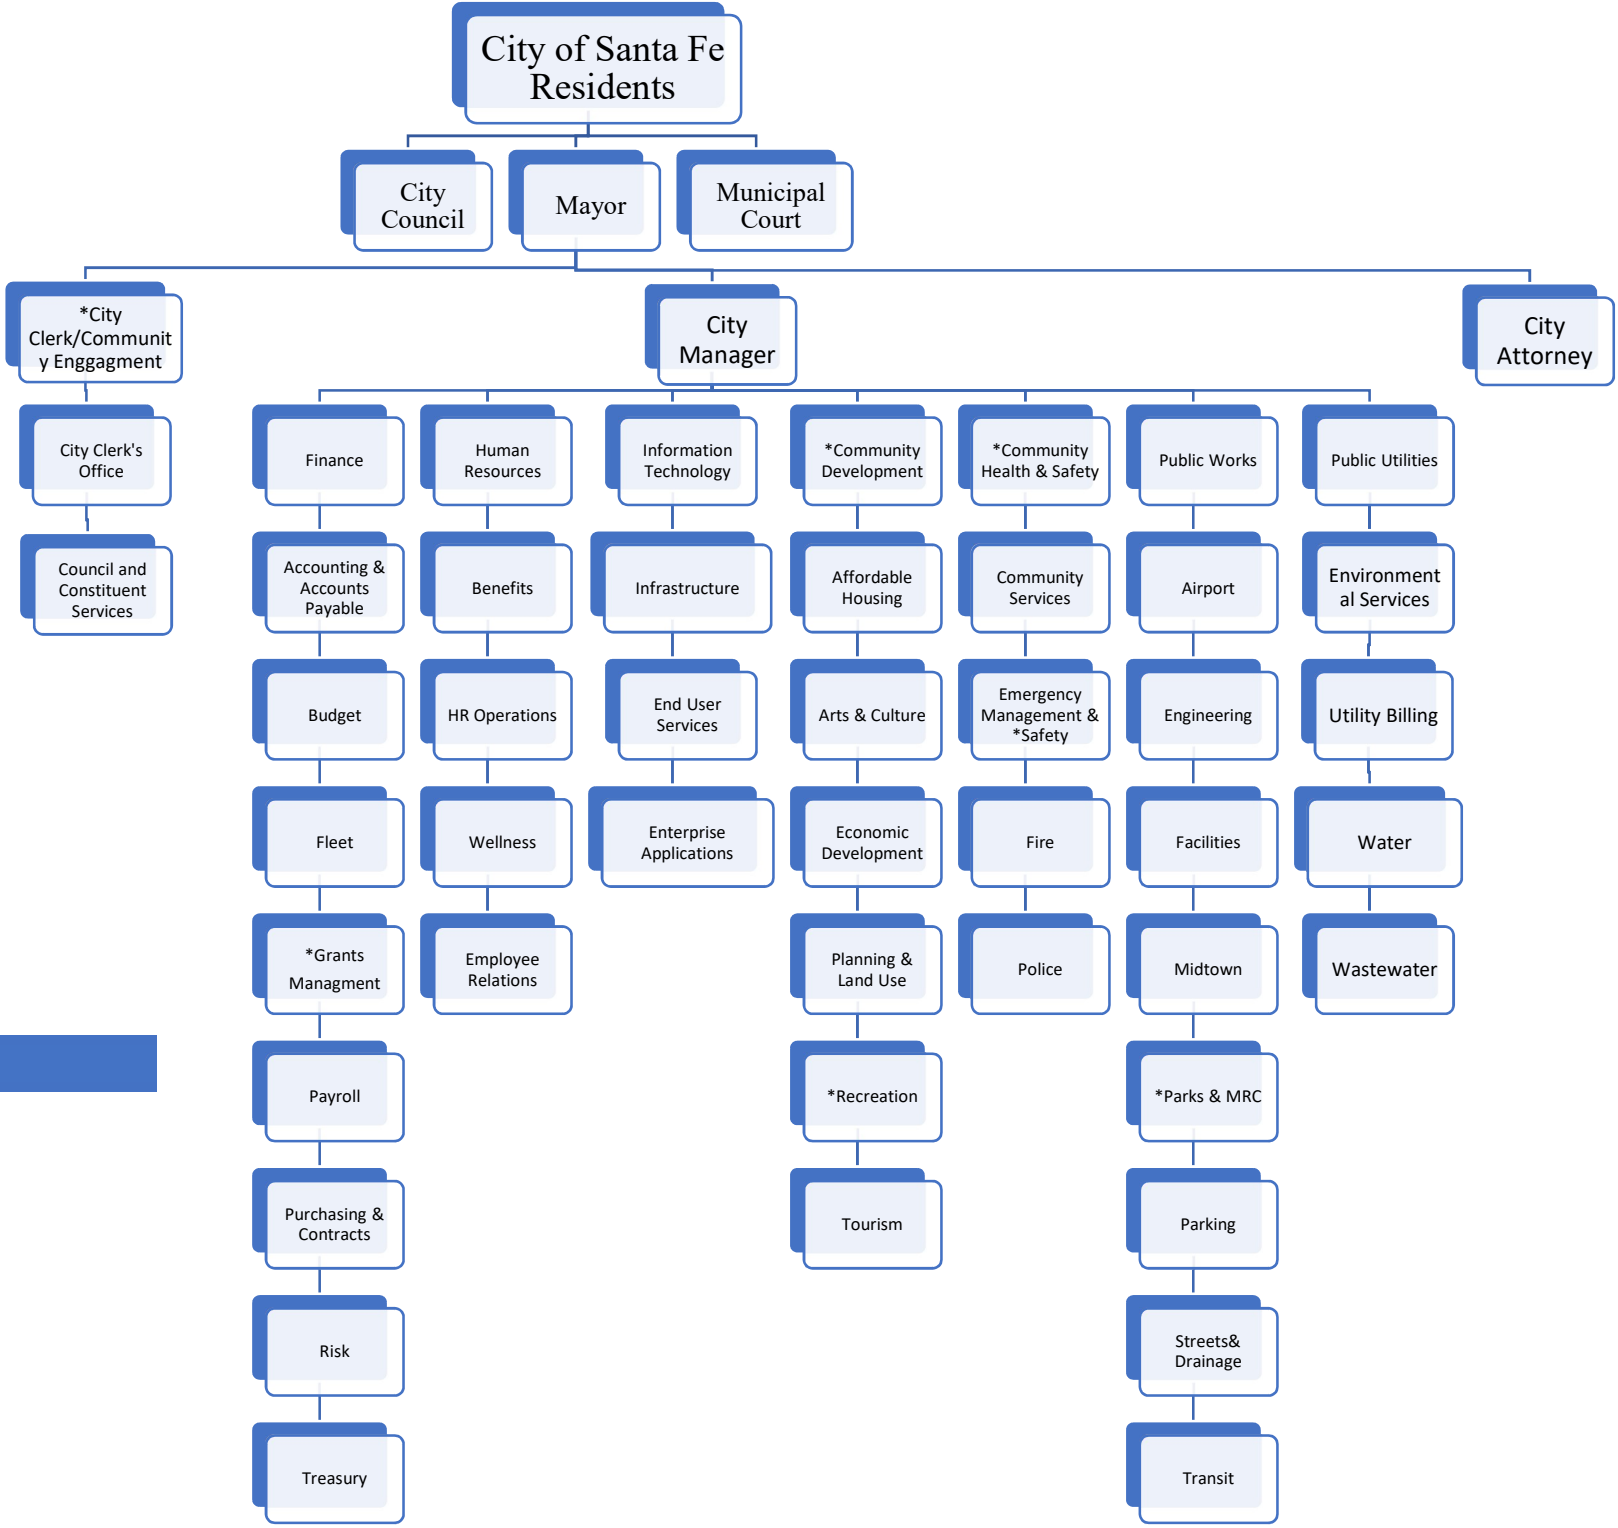 City of Santa Fe
Residents
City
Council
Mayor
Municipal
Court
*City
Clerk/Communit
y Enggagment
City
Manager
City
Attorney
City Clerk's
Office
Council and
Constituent
Services
Finance
Accounting &
Accounts
Payable
Budget
Fleet
*Grants
Managment
Payroll
Purchasing &
Contracts
Risk
Treasury
Human
Resources
Benefits
HR Operations
Wellness
Employee
Relations
Information
Technology
Infrastructure
End User
Services
Enterprise
Applications
*Community
Development
Affordable
Housing
Arts & Culture
Economic
Development
Planning &
Land Use
*Recreation
Tourism
*Community
Health & Safety
Community
Services
Emergency
Management &
*Safety
Fire
Police
Public Works
Airport
Engineering
Facilities
Midtown
*Parks & MRC
Parking
Streets&
Drainage
Transit
Public Utilities
Environment
al Services
Utility Billing
Water
Wastewater